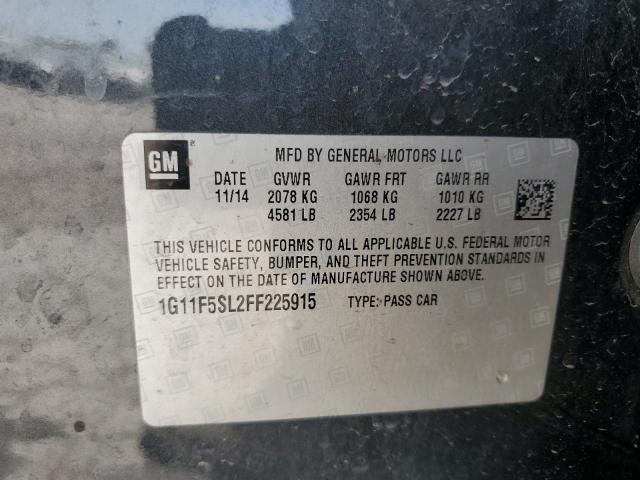 GM
MFD BY GENERAL MOTORS LLC
DATE GVWR GAWR FRT GAWR RR
11/14 2078 KG 1068 KG 1010 KG
4581 LB 2354 LB 2227 LB
THIS VEHICLE CONFORMS TO ALL APPLICABLE U.S. FEDERAL MOTOR
VEHICLE SAFETY, BUMPER, AND THEFT PREVENTION STANDARDS IN
EFFECT ON THE DATE OF MANUFACTURE SHOWN ABOVE.
1G11F5SL2FF225915 TYPE: PASS CAR